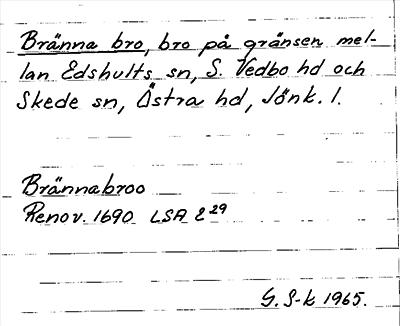 Bränna bro, bro på gränsen mel-
lan Edshults sn, S. Vedbo hd och
Skede sn, Östra hd, Jönk. l.
Brännabroo
Renov. 1690 LSA E 29
G. S-k 1965.